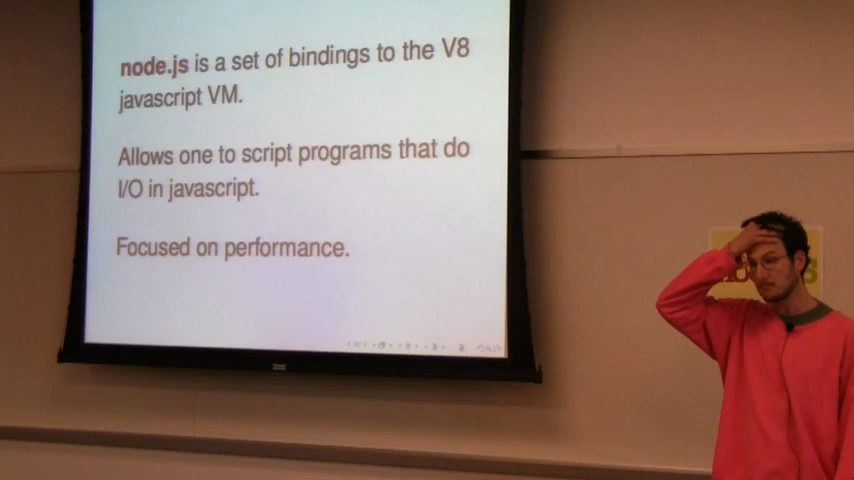 node.js is a set of bindings to the V8
javascript VM.
Allows one to script programs that do
I/O in javascript.
Focused on performance.